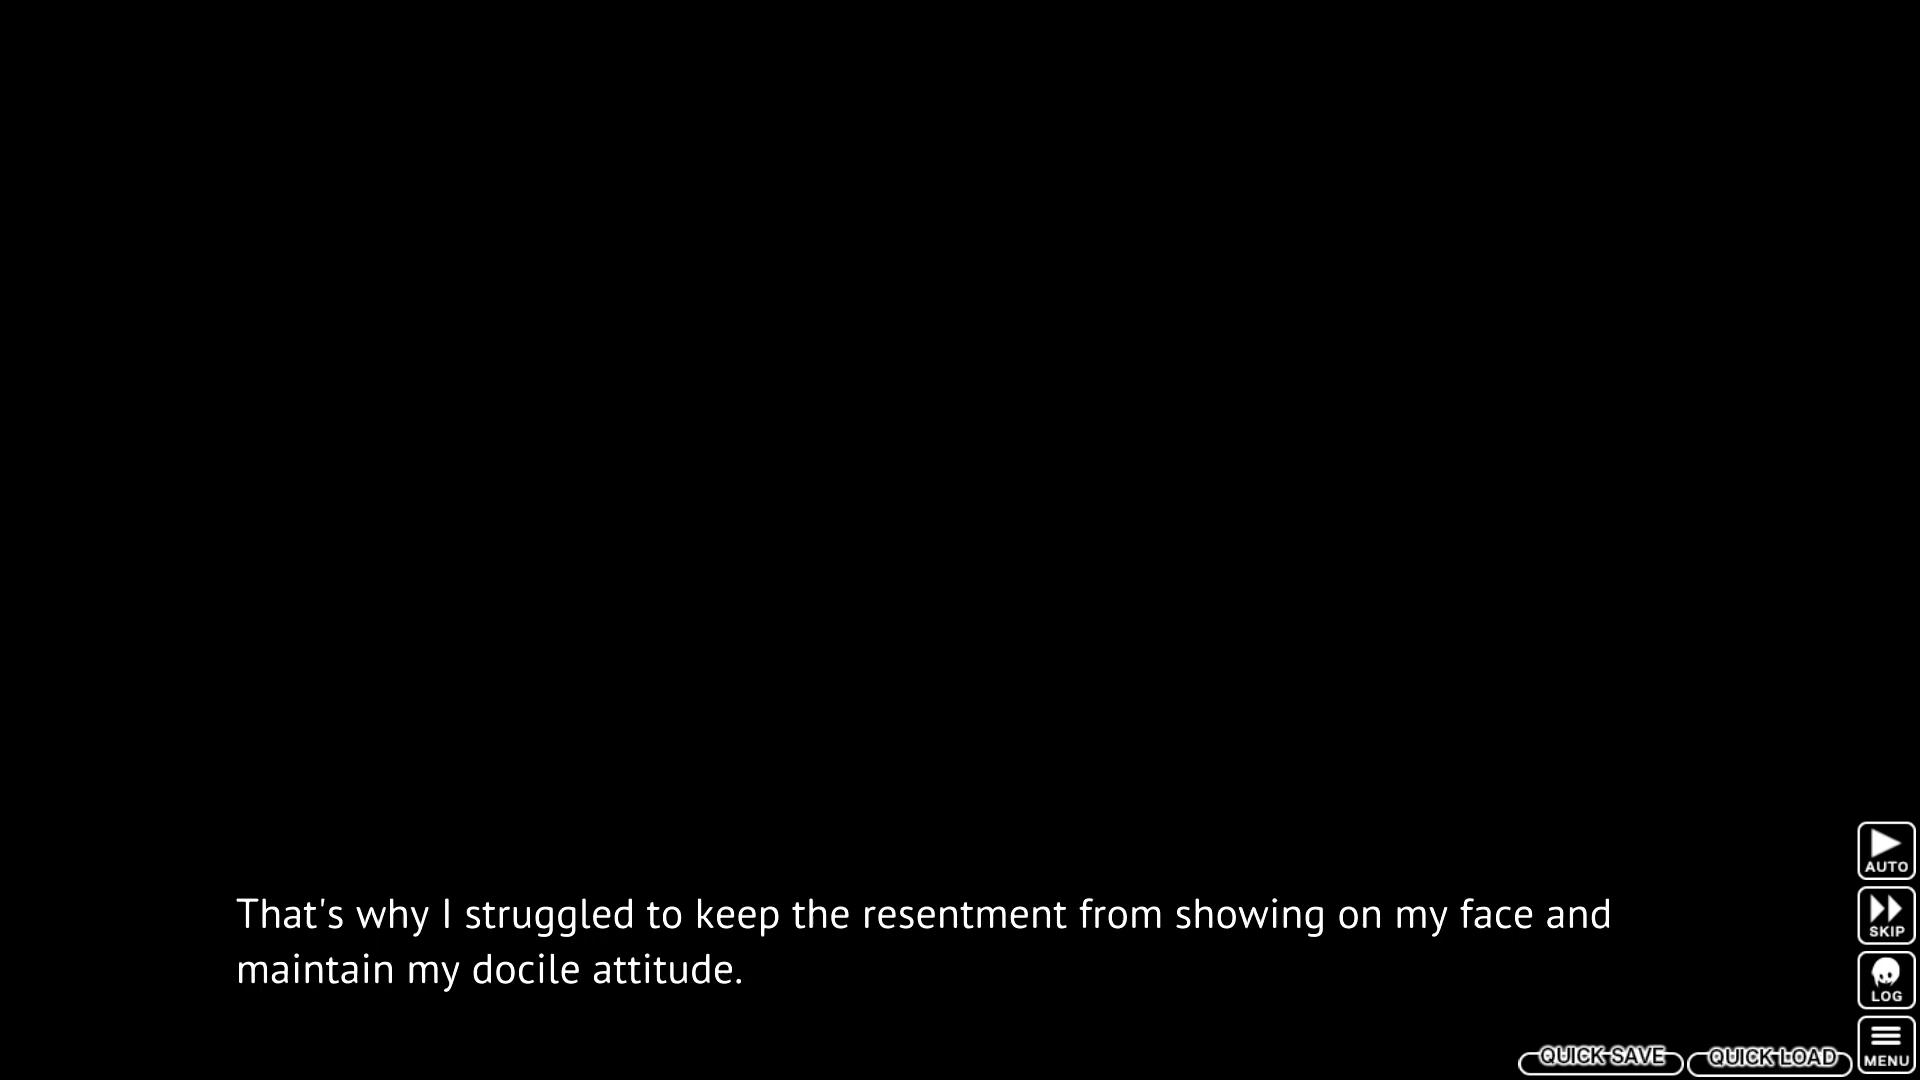 That's why I struggled to keep the resentment from showing on my face and
maintain my docile attitude.
AUTO
SKIP
LOG
MENU
QUICK SAVE
QUICK LOAD